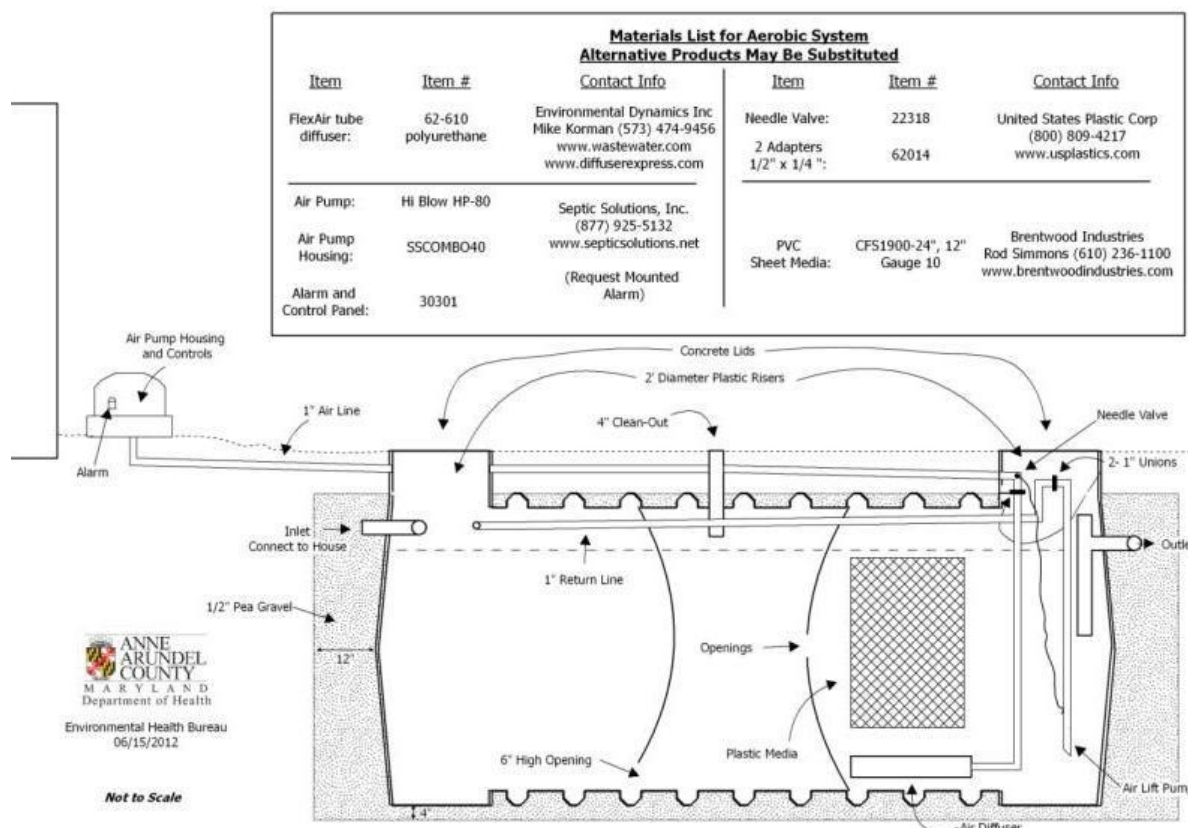 Materials List for Aerobic System
Alternative Products May Be Substituted
Item Item # Contact Info
FlexAir tube
diffuser:
62-610
polyurethane
Environmental Dynamics Inc
Mike Korman (573) 474-9456
www.wastewater.com
www.diffuserexpress.com
Air Pump: Hi Blow HP-80
Air Pump
Housing:
SSCOMBO40
Alarm and
Control Panel:
30301
Septic Solutions, Inc.
(877) 925-5132
www.septicsolutions.net
(Request Mounted
Alarm)
Item Item # Contact Info
Needle Valve: 22318
2 Adapters
1/2" x 1/4 ":
62014
United States Plastic Corp
(800) 809-4217
www.usplastics.com
PVC
Sheet Media:
CFS1900-24", 12"
Gauge 10
Brentwood Industries
Rod Simmons (610) 236-1100
www.brentwoodindustries.com
Air Pump Housing
and Controls
Concrete Lids
2' Diameter Plastic Risers
1" Air Line
4" Clean-Out
Needle Valve
Alarm
2- 1" Unions
Inlet
Connect to House
Outle
1" Return Line
1/2" Pea Gravel
Openings
12"
ANNE
ARUNDEL
COUNTY
MARYLAND
Department of Health
Environmental Health Bureau
06/15/2012
Plastic Media
6" High Opening
Air Lift Pump
Not to Scale
4"
Air Diffuser